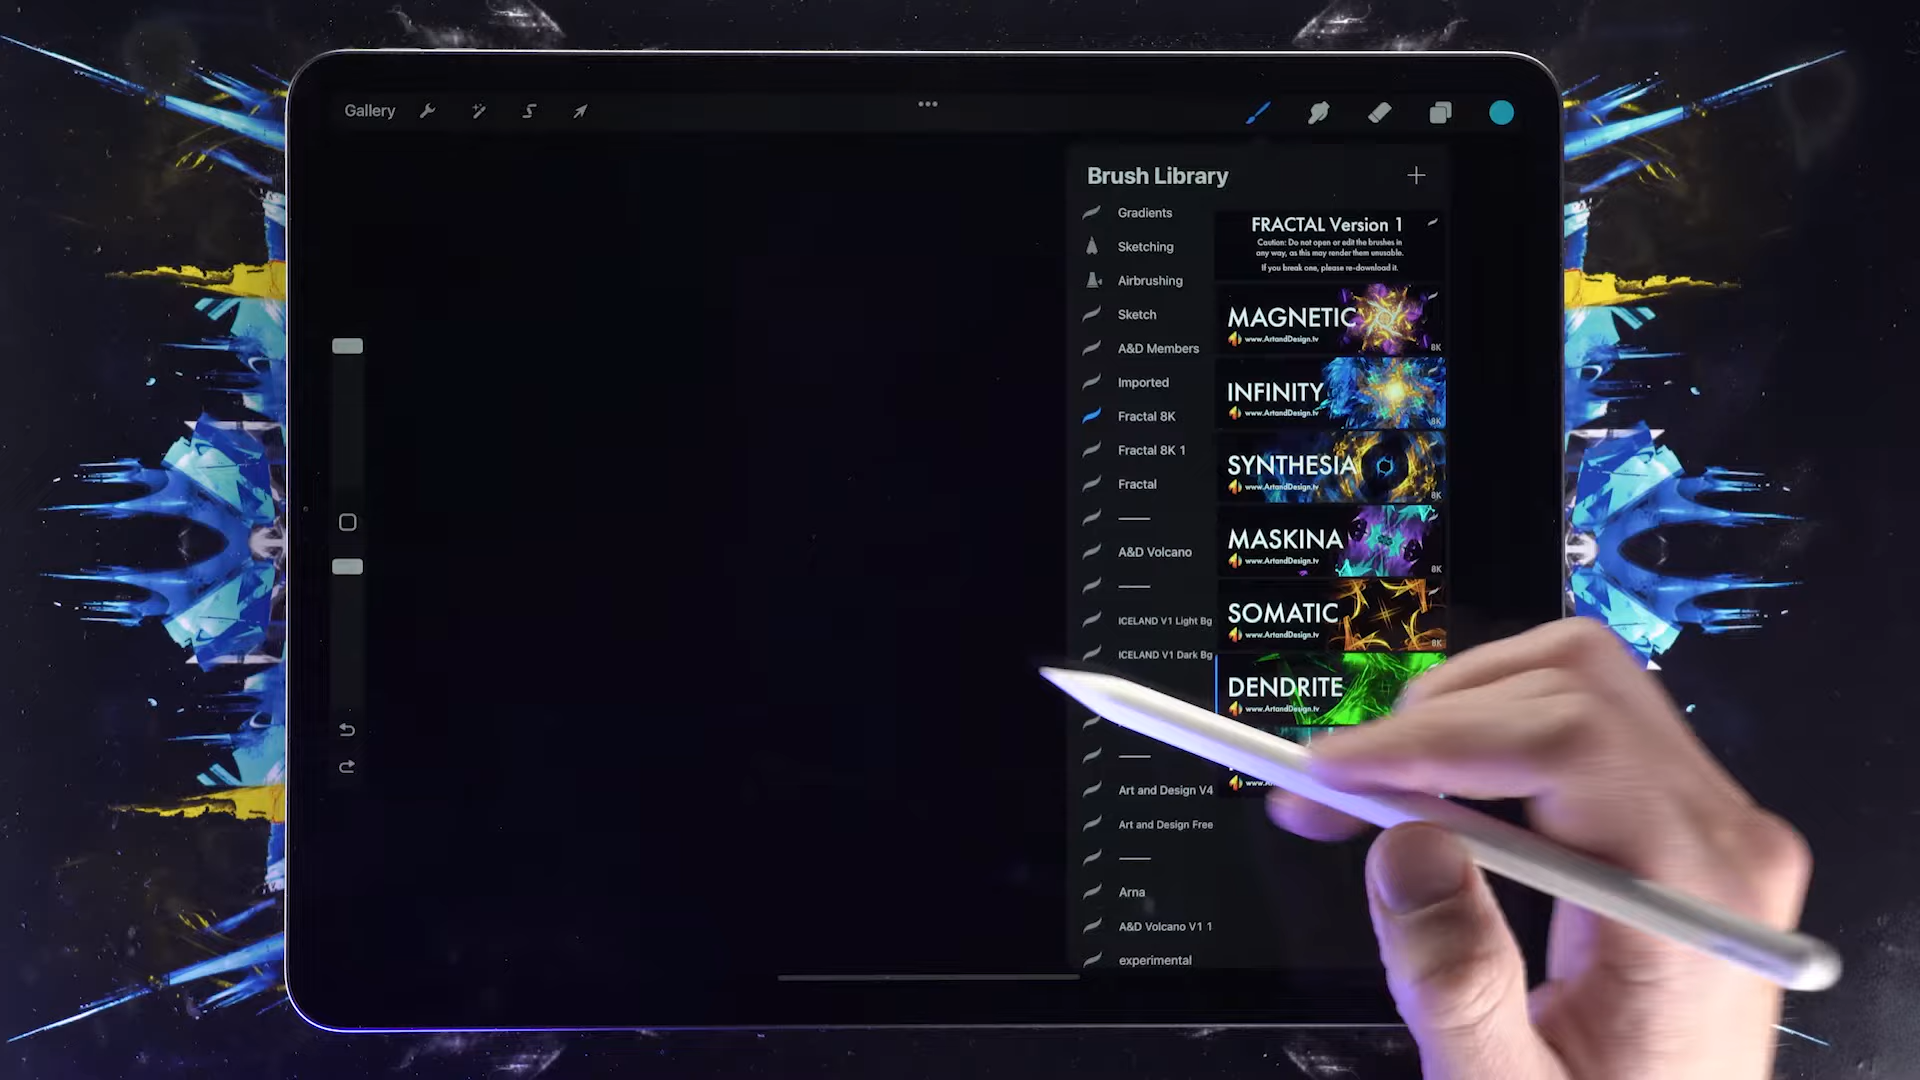 Gallery
Brush Library
Gradients
Sketching
Airbrushing
Sketch
A&D Members
Imported
Fractal 8K
Fractal 8K 1
Fractal
A&D Volcano
ICELAND V1 Light Bg
ICELAND V1 Dark Bg
Art and Design V4
Art and Design Free
Arna
A&D Volcano V1 1
experimental
FRACTAL Version 1
Caution: Do not open or edit the brushes in
any way, as this may render them unusable.
If you break one, please re-download it.
MAGNETIC
www.ArtandDesign.tv
8K
INFINITY
www.ArtandDesign.tv
8K
SYNTHESIA
www.ArtandDesign.tv
8K
MASKINA
www.ArtandDesign.tv
8K
SOMATIC
www.ArtandDesign.tv
8K
DENDRITE
www.ArtandDesign.tv